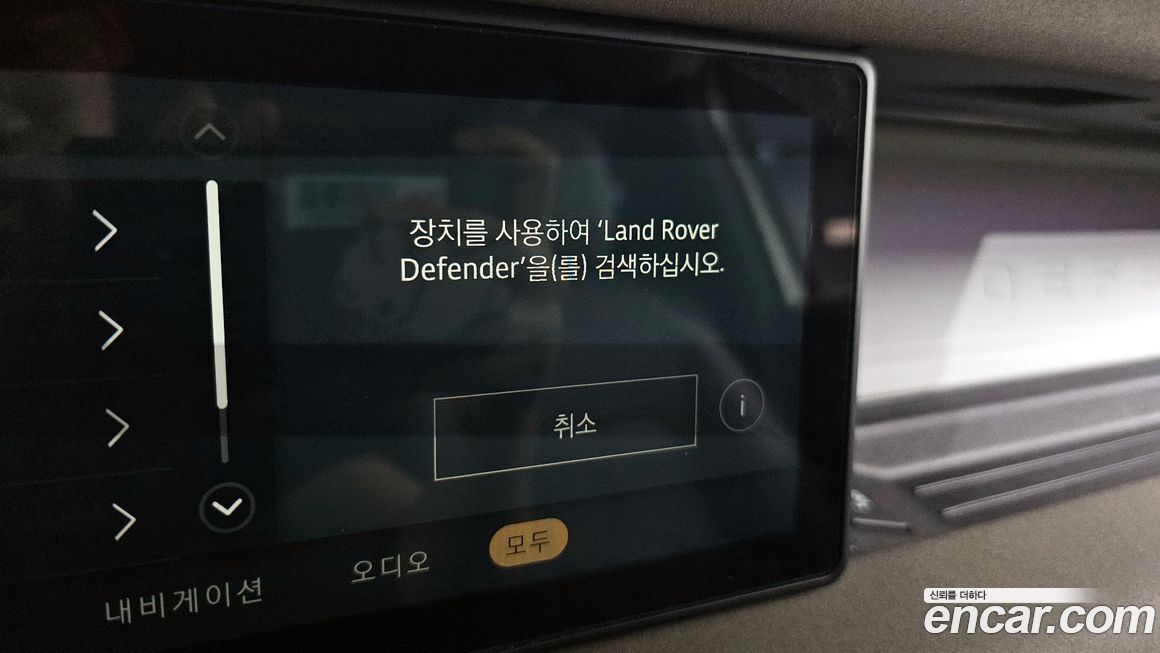 장치를 사용하여 ‘Land Rover
Defender’을(를) 검색하십시오.
취소
i
내비게이션
오디오
모두
신뢰를 더하다
encar.com